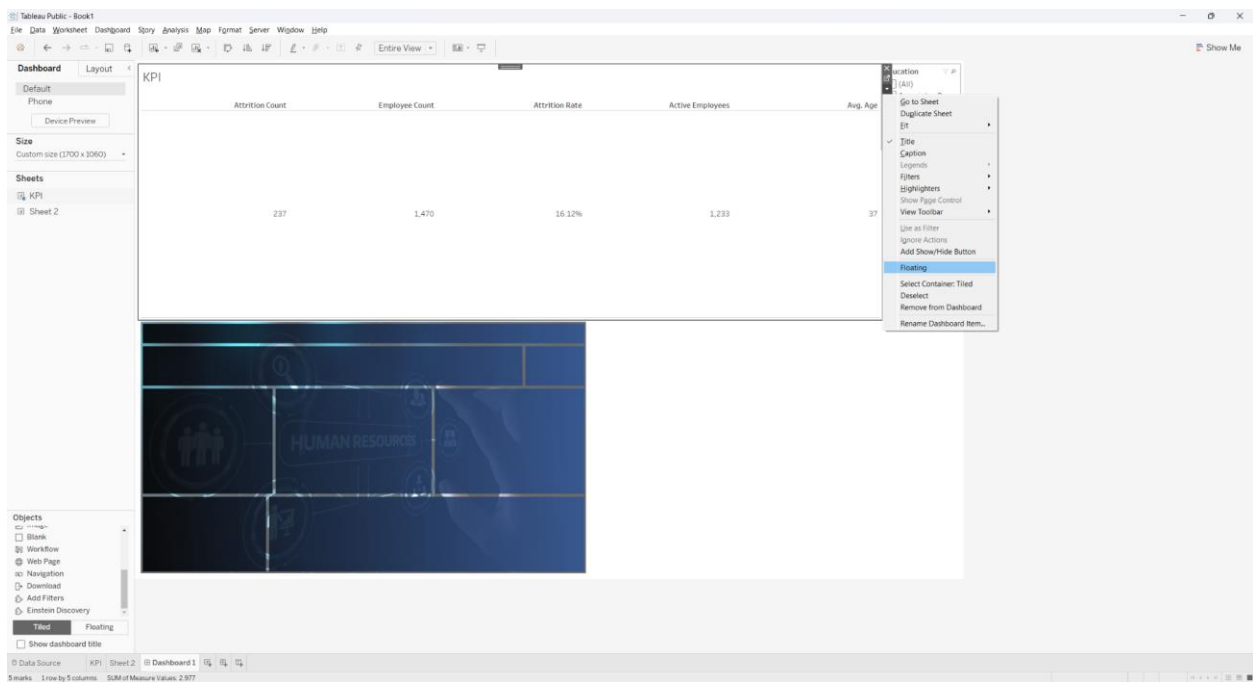 Tableau Public - Book1
File Data Worksheet Dashboard Story Analysis Map Format Server Window Help
Entire View
Show Me
Dashboard Layout
Default
Phone
Device Preview
Size
Custom size (1700 x 1060)
Sheets
KPI
Sheet 2
KPI
Attrition Count Employee Count Attrition Rate Active Employees Avg. Age
237 1,470 16.12% 1,233 37
ucation
(All)
Go to Sheet
Duplicate Sheet
Fit
Title
Caption
Legends
Filters
Highlighters
Show Page Control
View Toolbar
Use as Filter
Ignore Actions
Add Show/Hide Button
Floating
Select Container: Tiled
Deselect
Remove from Dashboard
Rename Dashboard Item...
HUMAN RESOURCES
Objects
Blank
Workflow
Web Page
Navigation
Download
Add Filters
Einstein Discovery
Tiled Floating
Show dashboard title
Data Source KPI Sheet 2 Dashboard 1
5 marks 1 row by 5 columns SUM of Measure Values: 2,977